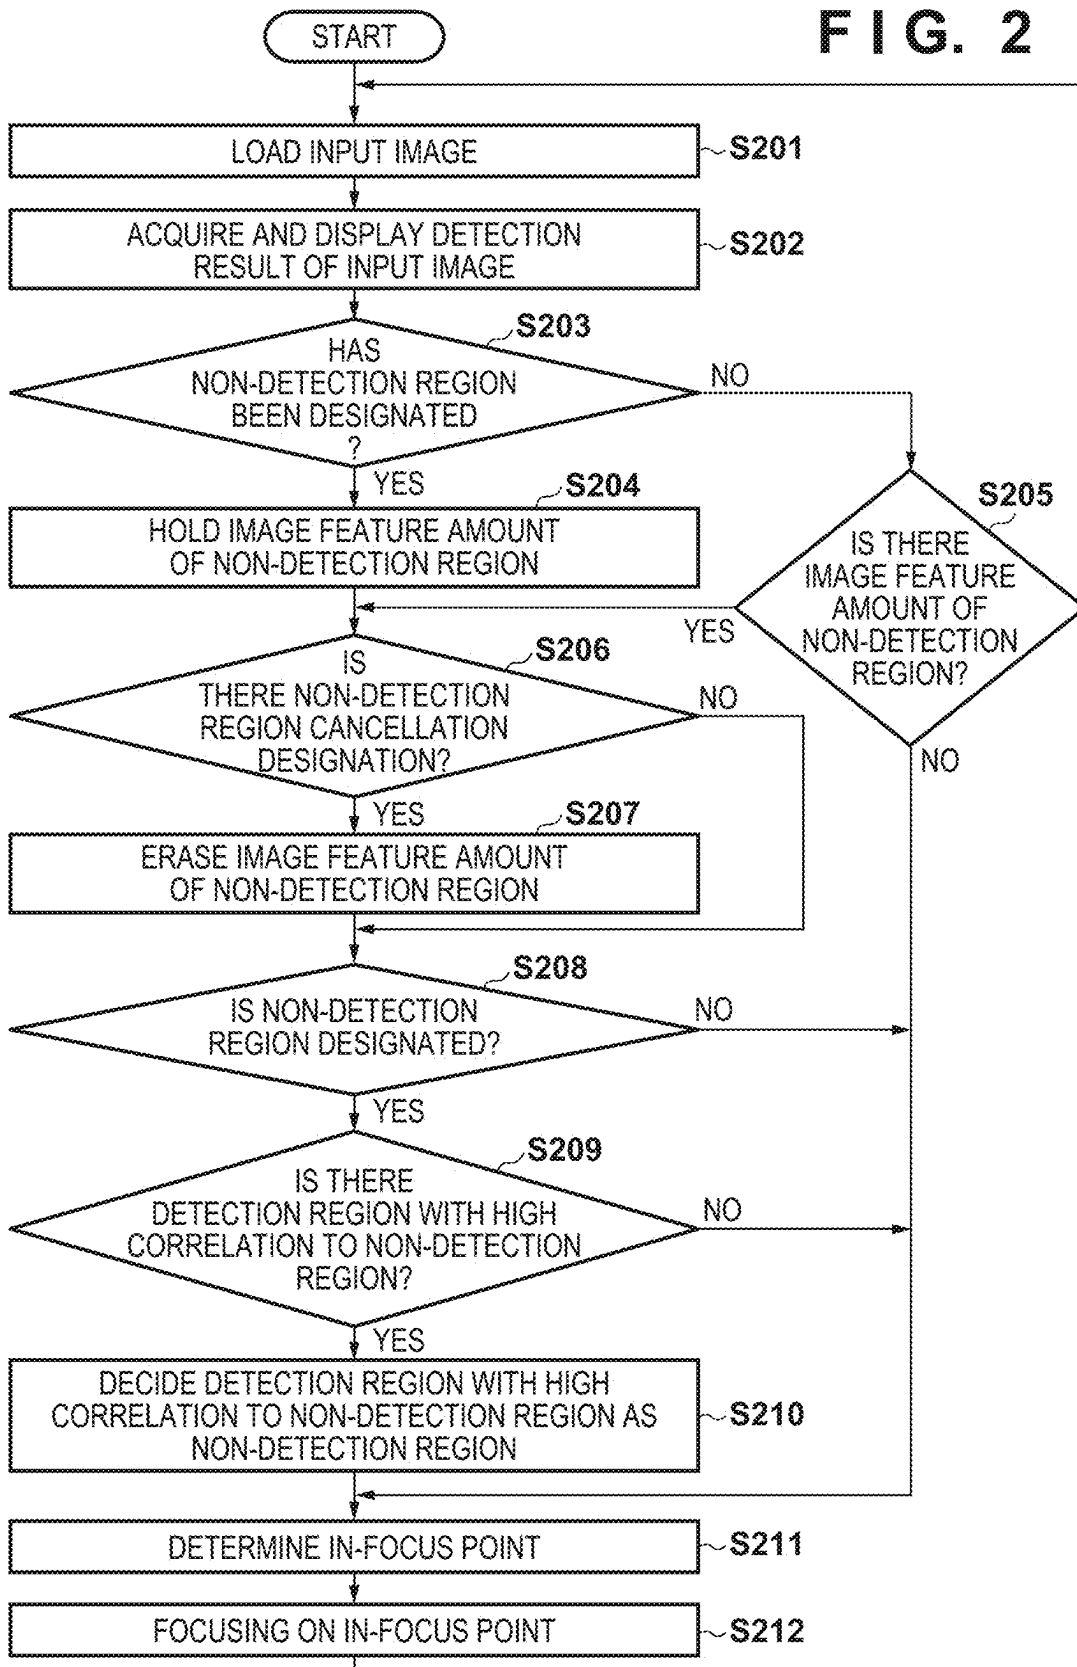 START
FIG. 2
LOAD INPUT IMAGE
S201
ACQUIRE AND DISPLAY DETECTION
RESULT OF INPUT IMAGE
S202
S203
HAS
NON-DETECTION REGION
BEEN DESIGNATED
?
NO
YES
S204
HOLD IMAGE FEATURE AMOUNT
OF NON-DETECTION REGION
S205
IS THERE
IMAGE FEATURE
AMOUNT OF
NON-DETECTION
REGION?
YES
NO
S206
IS
THERE NON-DETECTION
REGION CANCELLATION
DESIGNATION?
NO
YES
S207
ERASE IMAGE FEATURE AMOUNT
OF NON-DETECTION REGION
S208
IS NON-DETECTION
REGION DESIGNATED?
NO
YES
S209
IS THERE
DETECTION REGION WITH HIGH
CORRELATION TO NON-DETECTION
REGION?
NO
YES
DECIDE DETECTION REGION WITH HIGH
CORRELATION TO NON-DETECTION REGION AS
NON-DETECTION REGION
S210
DETERMINE IN-FOCUS POINT
S211
FOCUSING ON IN-FOCUS POINT
S212